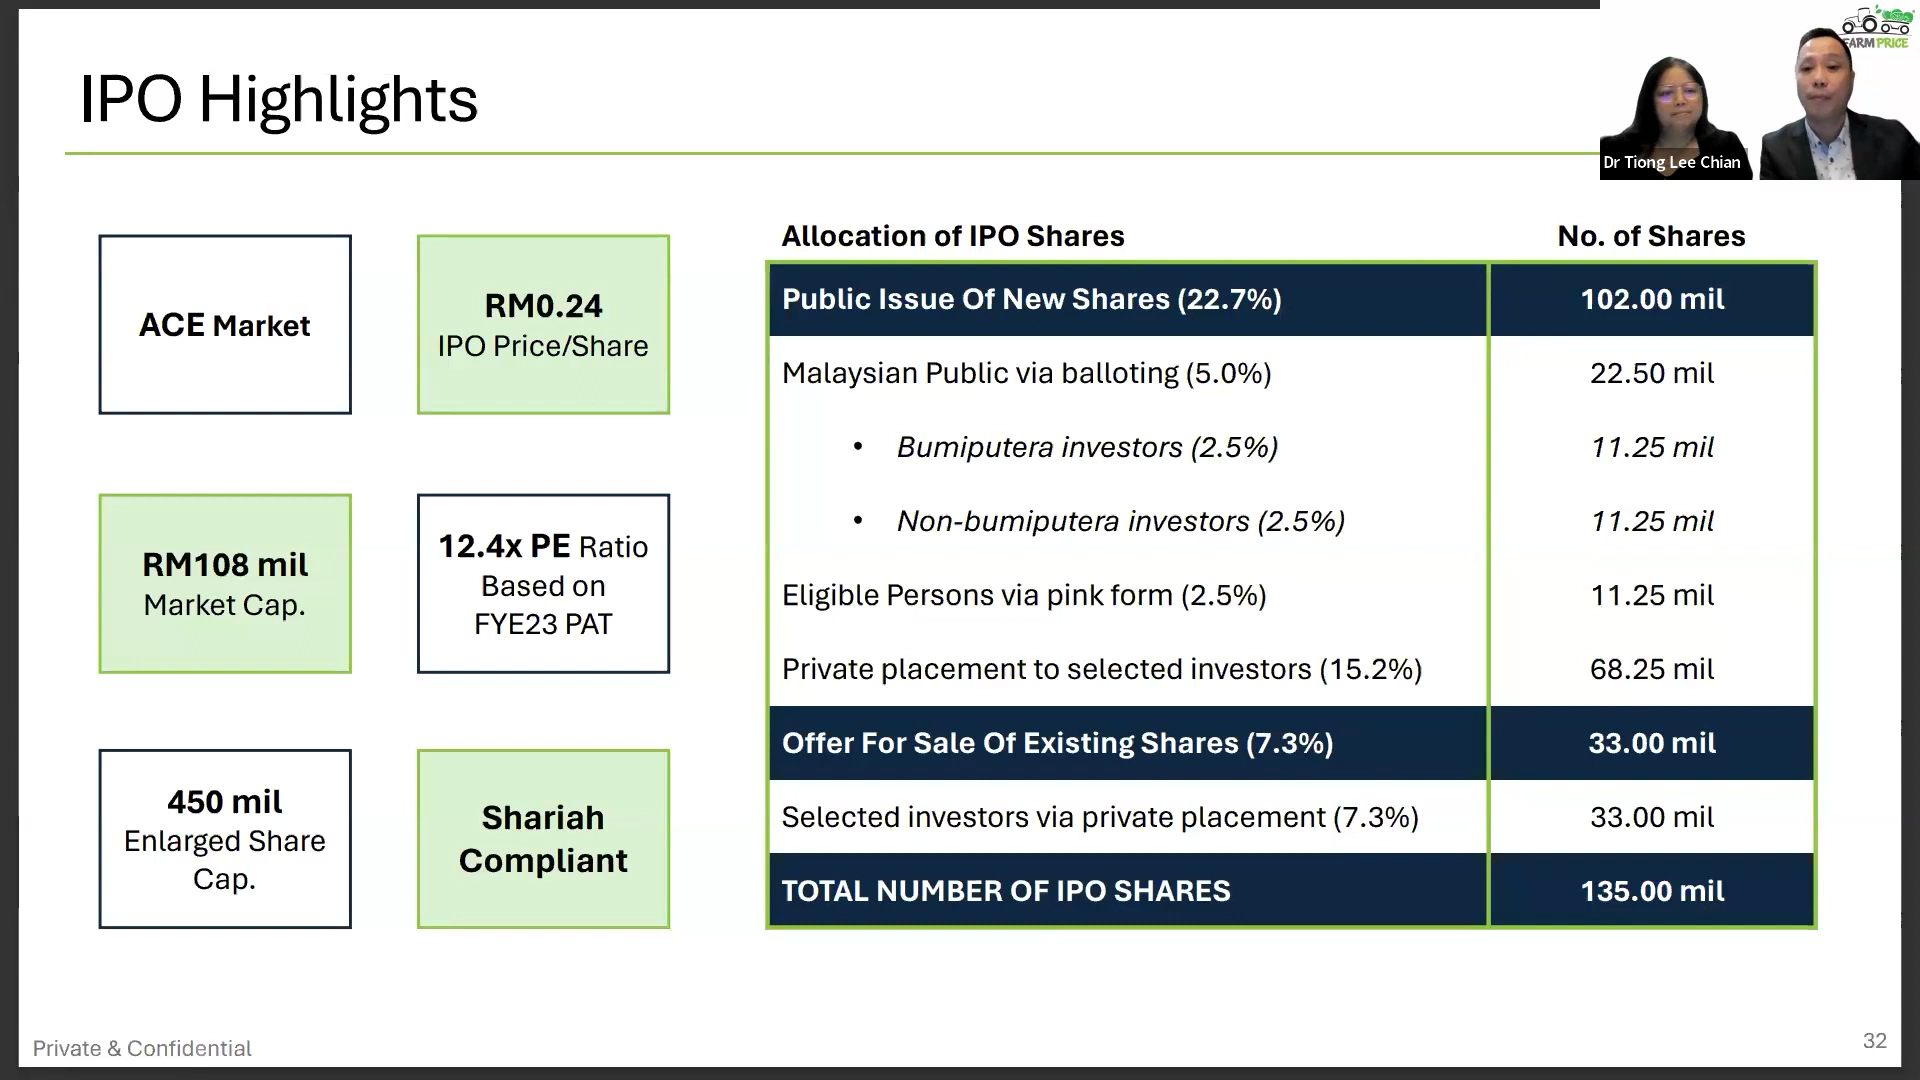 IPO Highlights
FARM PRICE
Dr Tiong Lee Chian
ACE Market
RM0.24
IPO Price/Share
RM108 mil
Market Cap.
12.4x PE Ratio
Based on
FYE23 PAT
450 mil
Enlarged Share
Cap.
Shariah
Compliant
Allocation of IPO Shares No. of Shares
Public Issue Of New Shares (22.7%) 102.00 mil
Malaysian Public via balloting (5.0%) 22.50 mil
• Bumiputera investors (2.5%) 11.25 mil
• Non-bumiputera investors (2.5%) 11.25 mil
Eligible Persons via pink form (2.5%) 11.25 mil
Private placement to selected investors (15.2%) 68.25 mil
Offer For Sale Of Existing Shares (7.3%) 33.00 mil
Selected investors via private placement (7.3%) 33.00 mil
TOTAL NUMBER OF IPO SHARES 135.00 mil
Private & Confidential
32